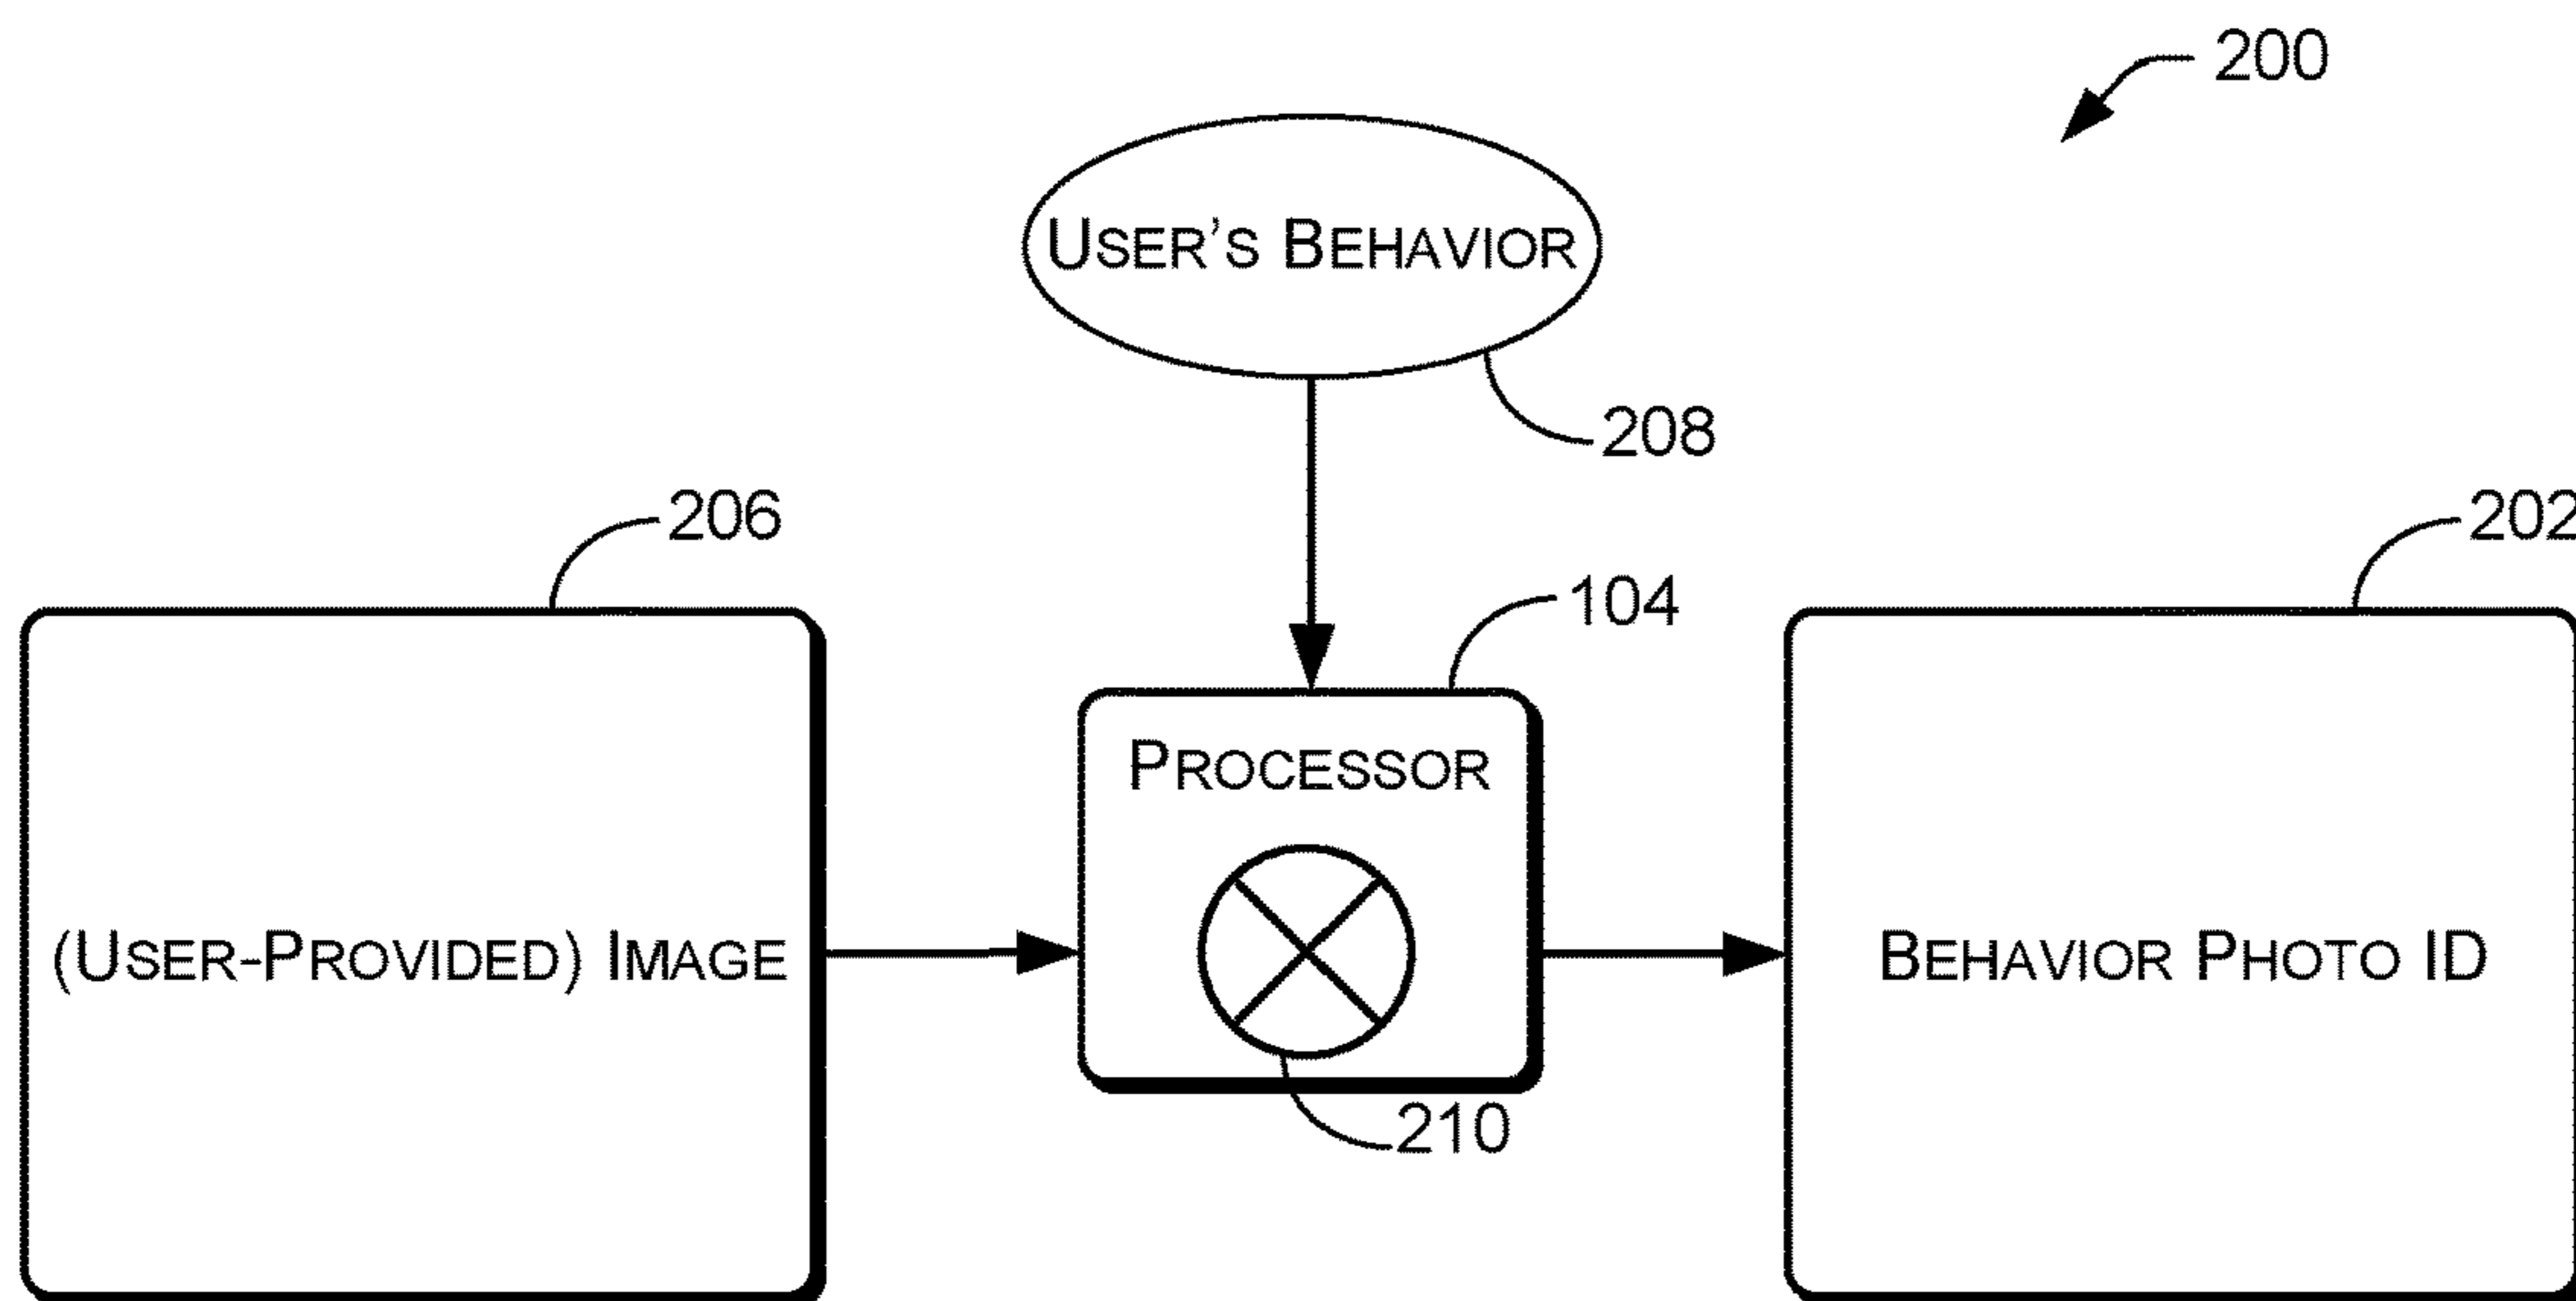 200
USER'S BEHAVIOR
208
206
202
104
PROCESSOR
(USER-PROVIDED) IMAGE
BEHAVIOR PHOTO ID
210